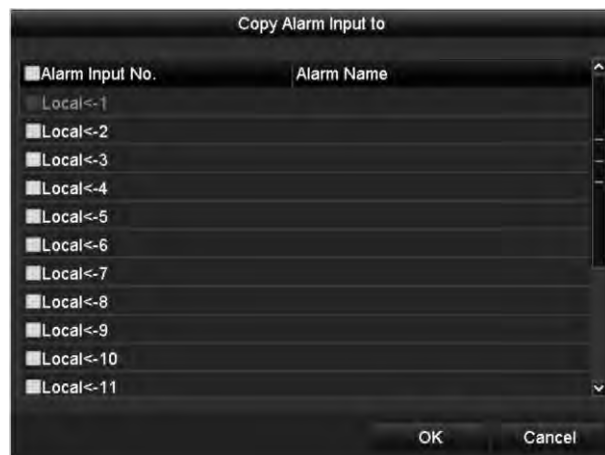 Copy Alarm Input to
Alarm Input No. Alarm Name
Local<-1
Local<-2
Local<-3
Local<-4
Local<-5
Local<-6
Local<-7
Local<-8
Local<-9
Local<-10
Local<-11
OK Cancel